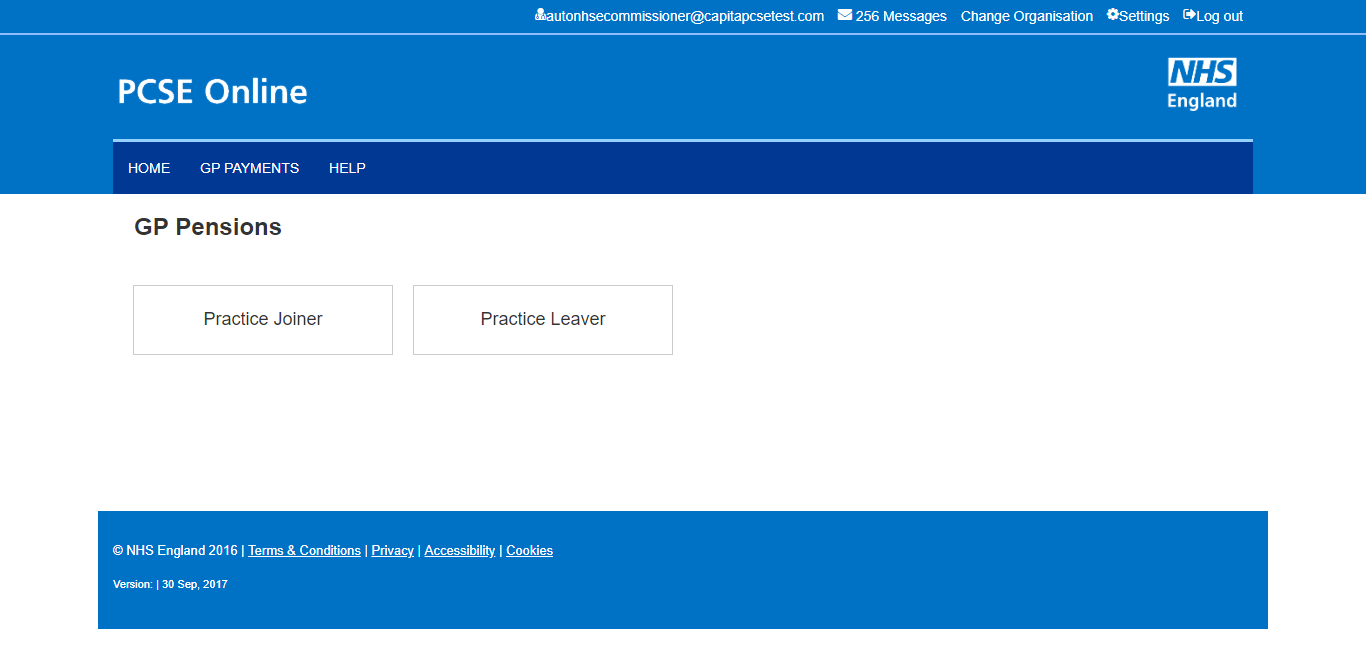 autonhsecommissioner@capitapcsetest.com 256 Messages Change Organisation Settings Log out
PCSE Online
NHS
England
HOME GP PAYMENTS HELP
GP Pensions
Practice Joiner Practice Leaver
© NHS England 2016 | Terms & Conditions | Privacy | Accessibility | Cookies
Version: | 30 Sep, 2017